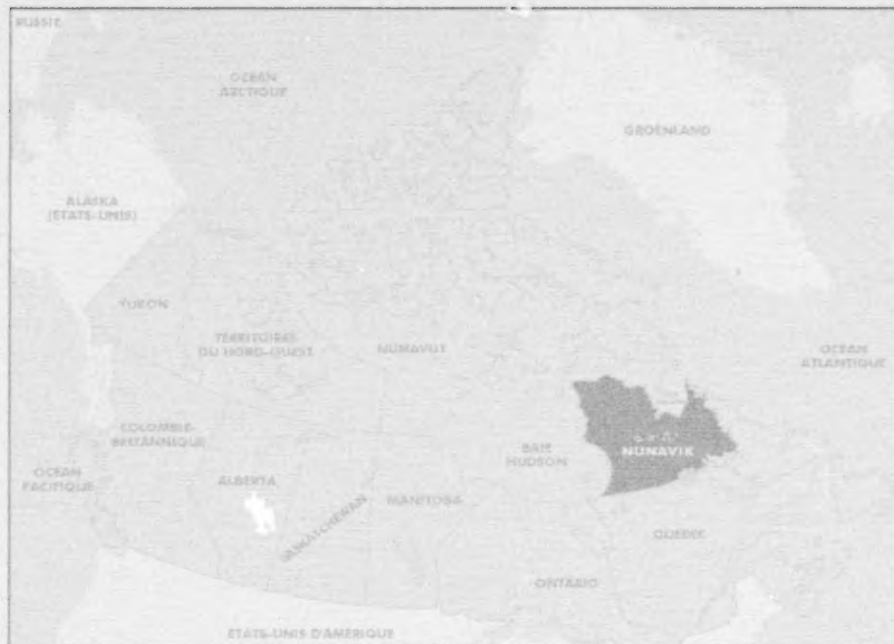 RUSSIE
OCÉAN
ARCTIQUE
GROENLAND
ALASKA
(ÉTATS-UNIS)
YUKON
TERRITOIRES
DU NORD-OUEST
NUNAVUT
OCÉAN
ATLANTIQUE
COLOMBIE-
BRITANNIQUE
BAIE
HUDSON
NUNAVIK
OCÉAN
PACIFIQUE
ALBERTA
SASKATCHEWAN
MANITOBA
QUÉBEC
ONTARIO
ÉTATS-UNIS D'AMÉRIQUE